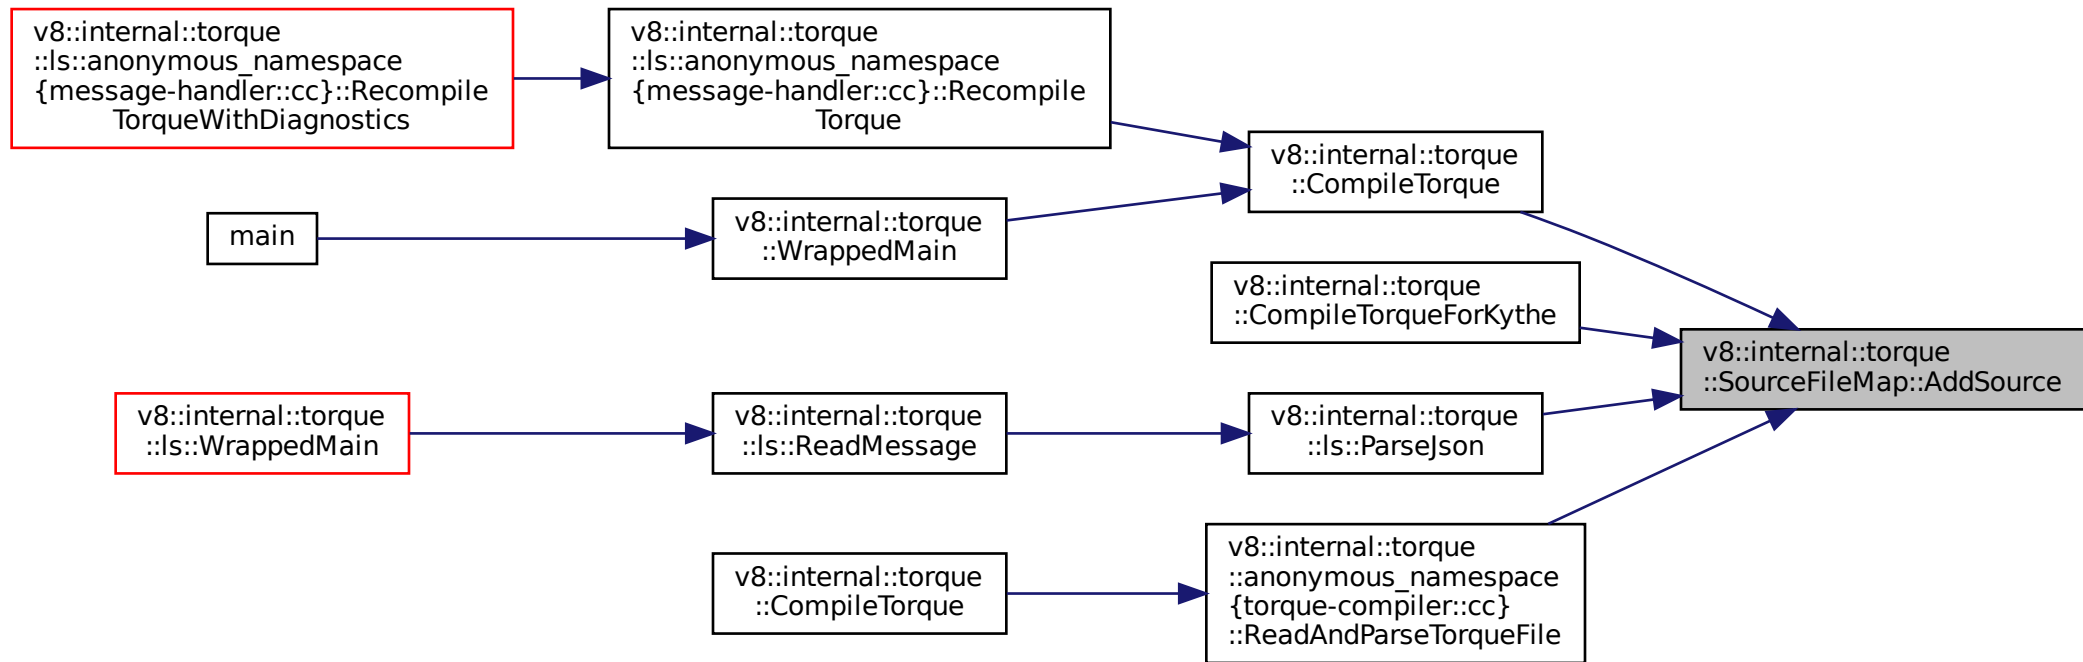 v8::internal::torque
::ls::anonymous_namespace
{message-handler::cc}::Recompile
TorqueWithDiagnostics
v8::internal::torque
::ls::anonymous_namespace
{message-handler::cc}::Recompile
Torque
v8::internal::torque
::CompileTorque
main
v8::internal::torque
::WrappedMain
v8::internal::torque
::CompileTorqueForKythe
v8::internal::torque
::SourceFileMap::AddSource
v8::internal::torque
::ls::WrappedMain
v8::internal::torque
::ls::ReadMessage
v8::internal::torque
::ls::ParseJson
v8::internal::torque
::CompileTorque
v8::internal::torque
::anonymous_namespace
{torque-compiler::cc}
::ReadAndParseTorqueFile